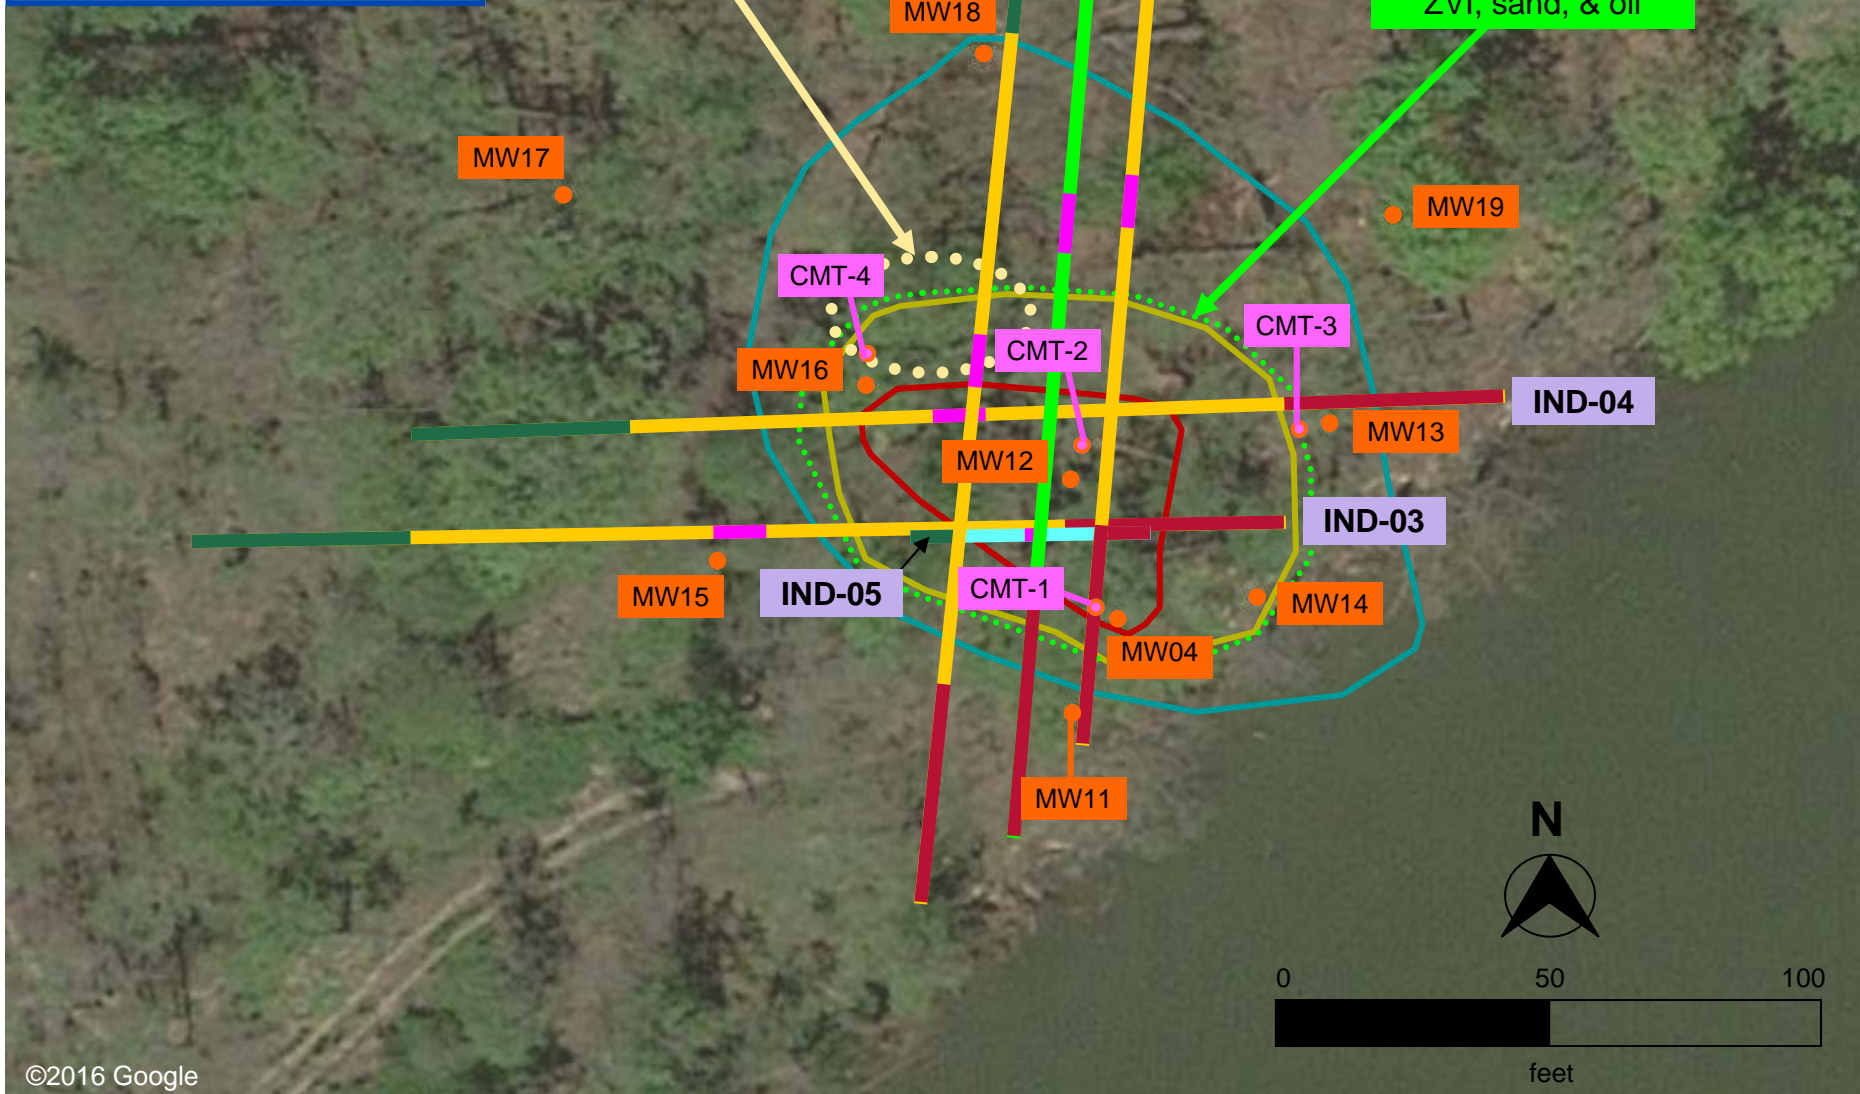 MW18
ZVI, sand, & oil
MW17
MW19
CMT-4
CMT-3
CMT-2
MW16
IND-04
MW13
MW12
IND-03
CMT-1
IND-05
MW15
MW14
MW04
MW11
N
0 50 100
feet
©2016 Google